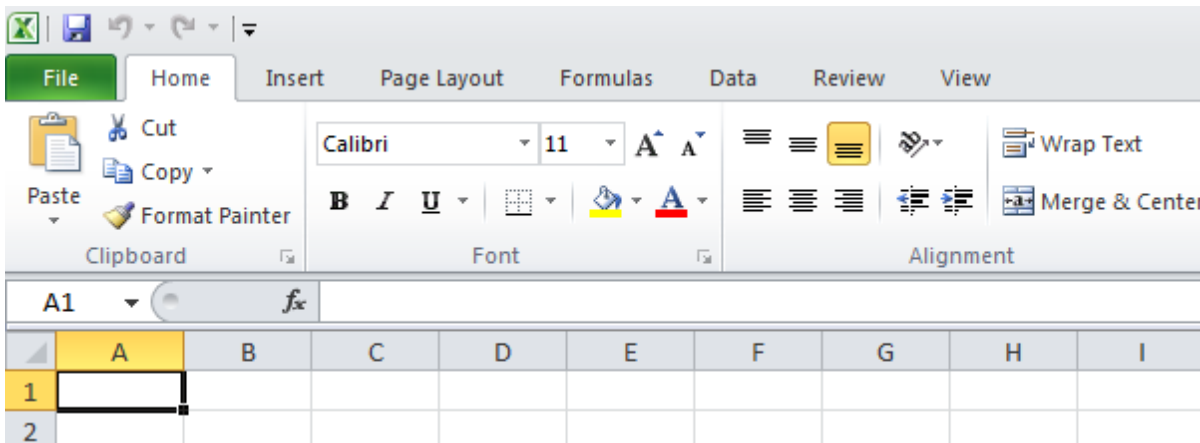 File Home Insert Page Layout Formulas Data Review View
Cut
Calibri 11 A A Wrap Text
Copy
Paste
B I U A a Merge & Center
Format Painter
Clipboard Font Alignment
A1 fx
A B C D E F G H I
1
2